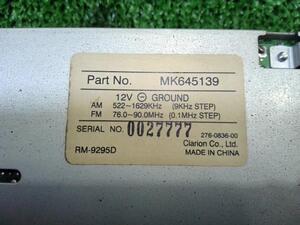 Part No. MK645139
12V ⊖ GROUND
AM 522~1629KHz (9KHz STEP)
FM 76.0~90.0MHz (0.1MHz STEP)
SERIAL NO. 0027777
276-0836-00
Clarion Co., Ltd.
RM-9295D MADE IN CHINA